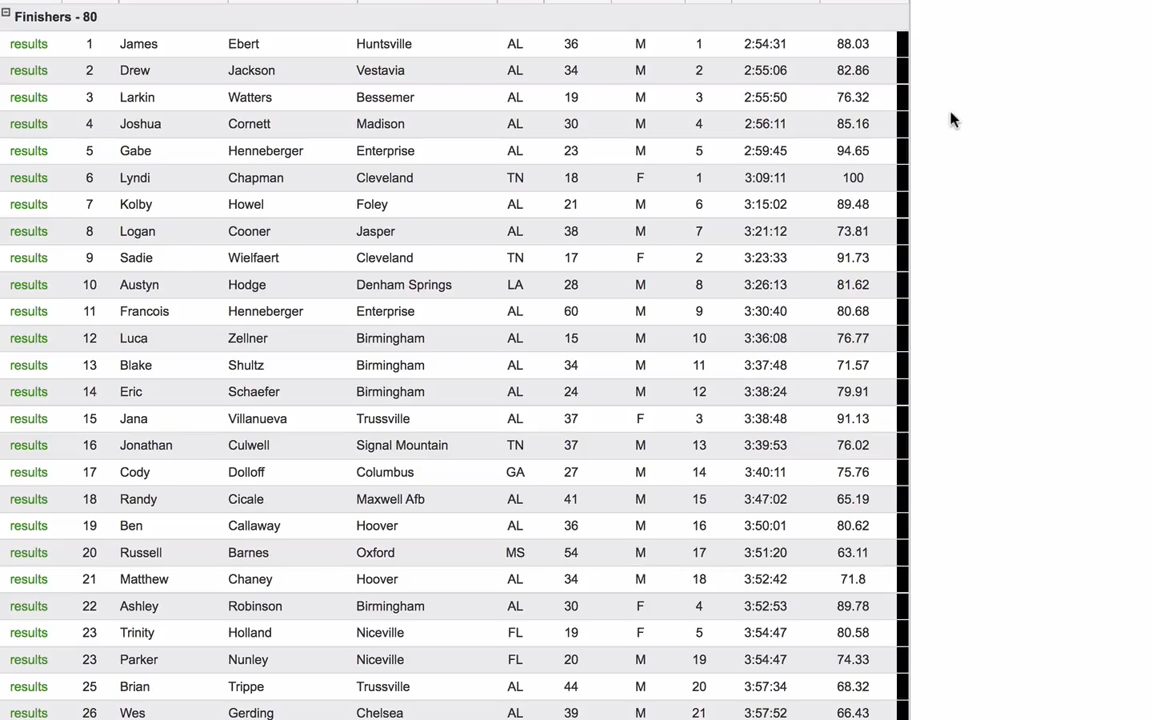 Finishers - 80
results 1 James Ebert Huntsville AL 36 M 1 2:54:31 88.03
results 2 Drew Jackson Vestavia AL 34 M 2 2:55:06 82.86
results 3 Larkin Watters Bessemer AL 19 M 3 2:55:50 76.32
results 4 Joshua Cornett Madison AL 30 M 4 2:56:11 85.16
results 5 Gabe Henneberger Enterprise AL 23 M 5 2:59:45 94.65
results 6 Lyndi Chapman Cleveland TN 18 F 1 3:09:11 100
results 7 Kolby Howel Foley AL 21 M 6 3:15:02 89.48
results 8 Logan Cooner Jasper AL 38 M 7 3:21:12 73.81
results 9 Sadie Wielfaert Cleveland TN 17 F 2 3:23:33 91.73
results 10 Austyn Hodge Denham Springs LA 28 M 8 3:26:13 81.62
results 11 Francois Henneberger Enterprise AL 60 M 9 3:30:40 80.68
results 12 Luca Zellner Birmingham AL 15 M 10 3:36:08 76.77
results 13 Blake Shultz Birmingham AL 34 M 11 3:37:48 71.57
results 14 Eric Schaefer Birmingham AL 24 M 12 3:38:24 79.91
results 15 Jana Villanueva Trussville AL 37 F 3 3:38:48 91.13
results 16 Jonathan Culwell Signal Mountain TN 37 M 13 3:39:53 76.02
results 17 Cody Dolloff Columbus GA 27 M 14 3:40:11 75.76
results 18 Randy Cicale Maxwell Afb AL 41 M 15 3:47:02 65.19
results 19 Ben Callaway Hoover AL 36 M 16 3:50:01 80.62
results 20 Russell Barnes Oxford MS 54 M 17 3:51:20 63.11
results 21 Matthew Chaney Hoover AL 34 M 18 3:52:42 71.8
results 22 Ashley Robinson Birmingham AL 30 F 4 3:52:53 89.78
results 23 Trinity Holland Niceville FL 19 F 5 3:54:47 80.58
results 23 Parker Nunley Niceville FL 20 M 19 3:54:47 74.33
results 25 Brian Trippe Trussville AL 44 M 20 3:57:34 68.32
results 26 Wes Gerding Chelsea AL 39 M 21 3:57:52 66.43